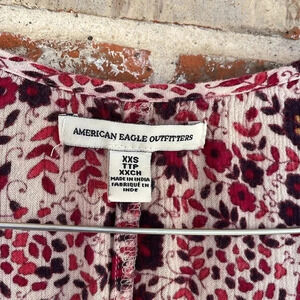 AMERICAN EAGLE OUTFITTERS
XXS
TTP
XXCH
MADE IN INDIA
FABRIQUÉ EN
INDE